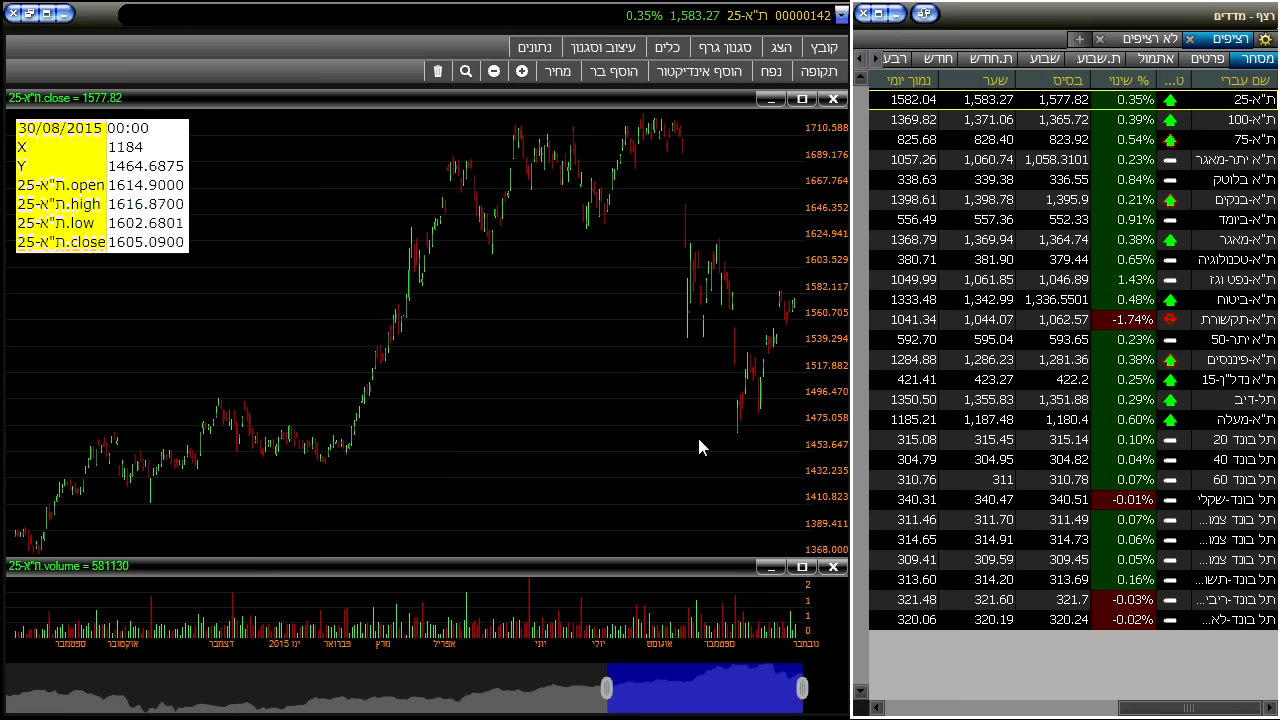 רצף - מדדים
רציפים
לא רציפים
מסחר
פרטים
אתמול
ת.שבוע
שבוע
ת.חודש
חודש
רבע
שם עברי ט... % שינוי בסיס שער נמוך יומי
ת"א-25 0.35% 1,577.82 1,583.27 1582.04
ת"א-100 0.39% 1,365.72 1,371.06 1369.82
ת"א-75 0.54% 823.92 828.40 825.68
ת"א יתר-מאגר 0.23% 1,058.3101 1,060.74 1057.26
ת"א בלוטק 0.84% 336.55 339.38 338.63
ת"א-בנקים 0.21% 1,395.9 1,398.78 1399.61
ת"א-ביומד 0.91% 552.33 557.36 556.49
ת"א-מאגר 0.38% 1,364.74 1,369.94 1368.79
ת"א-טכנולוגיה 0.65% 379.44 381.90 380.71
ת"א-נפט וגז 1.43% 1,046.89 1,061.85 1049.99
ת"א-ביטוח 0.48% 1,336.5501 1,342.99 1333.48
ת"א-תקשורת -1.74% 1,062.57 1,044.07 1041.34
ת"א יתר-50 0.23% 593.65 595.04 592.70
ת"א-פיננסים 0.38% 1,281.36 1,286.23 1284.88
ת"א נדל"ן-15 0.25% 422.2 423.27 421.41
תל-דיב 0.29% 1,351.88 1,355.83 1350.50
ת"א-מעלה 0.60% 1,180.4 1,187.48 1185.21
תל בונד 20 0.10% 315.14 315.45 315.08
תל בונד 40 0.04% 304.82 304.95 304.79
תל בונד 60 0.07% 310.78 311 310.76
תל בונד-שקלי -0.01% 340.51 340.47 340.31
תל בונד צמו... 0.07% 311.49 311.70 311.46
תל בונד צמו... 0.06% 314.73 314.91 314.65
תל בונד צמו... 0.05% 309.45 309.59 309.41
תל בונד-תשו... 0.16% 313.69 314.20 313.60
תל בונד-ריבי... -0.03% 321.7 321.60 321.48
תל בונד-לא... -0.02% 320.24 320.19 320.06
00000142 ת"א-25 1,583.27 0.35%
קובץ
הצג
סגנון גרף
כלים
עיצוב וסגנון
נתונים
תקופה
נפח
הוסף אינדיקטור
הוסף בר
מחיר
ת"א-25.close = 1577.82
30/08/2015 00:00
X 1184
Y 1464.6875
ת"א-25.open 1614.9000
ת"א-25.high 1616.8700
ת"א-25.low 1602.6801
ת"א-25.close 1605.0900
1710.588
1689.176
1667.764
1646.352
1624.941
1603.529
1582.117
1560.705
1539.294
1517.882
1496.470
1475.058
1453.647
1432.235
1410.823
1389.411
1368.000
ת"א-25.volume = 581130
2
1
1
0
ספטמבר אוקטובר דצמבר ינו 2015 פברואר מרץ אפריל יוני יולי אוגוסט ספטמבר נובמבר